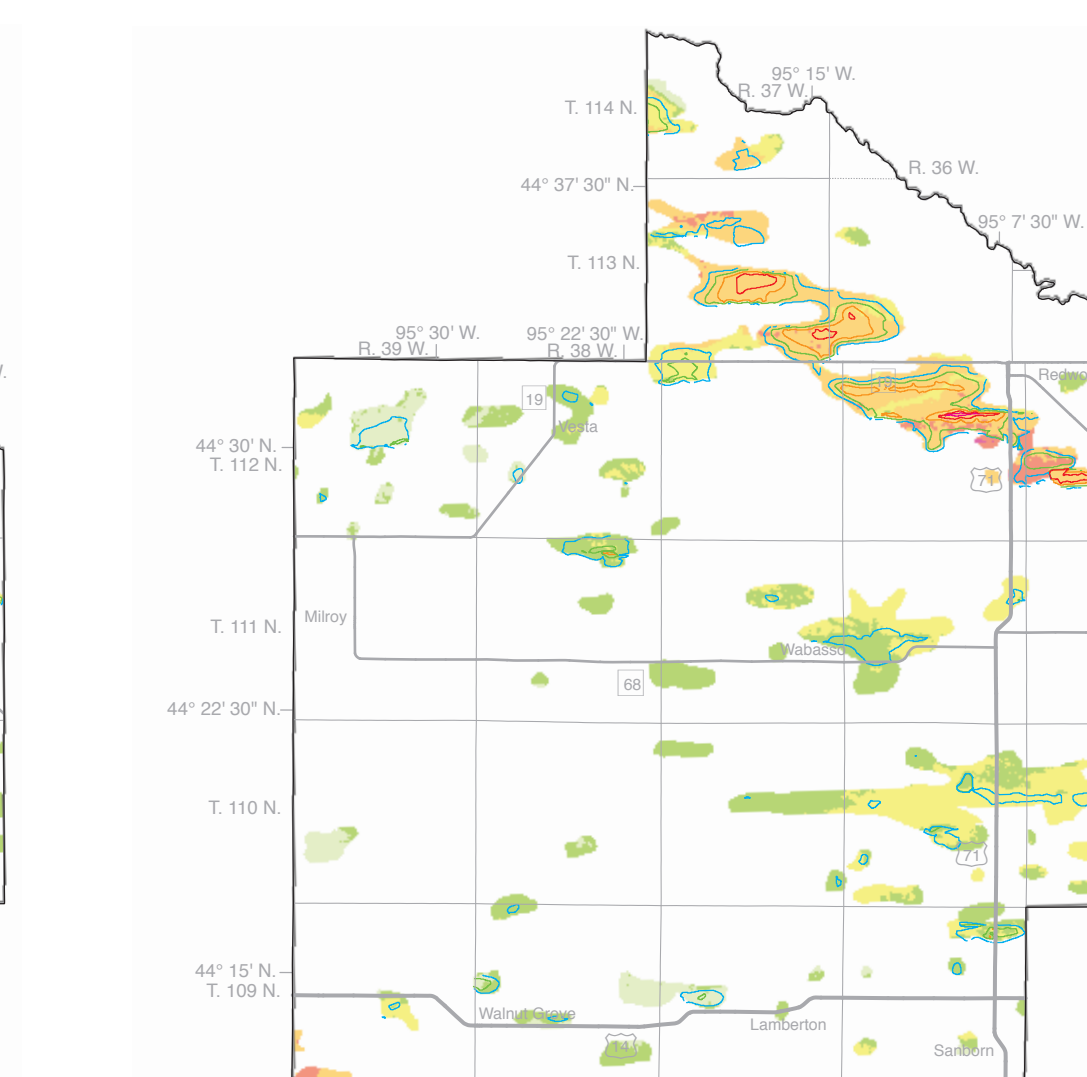 95° 15' W.
R. 37 W.
T. 114 N.
R. 36 W.
44° 37' 30" N.
95° 7' 30" W.
T. 113 N.
95° 30' W.
95° 22' 30" W.
R. 39 W.
R. 38 W.
W.
19
Redwo
19
Vesta
44° 30' N.
T. 112 N.
71
Milroy
T. 111 N.
Wabasso
68
44° 22' 30" N.
T. 110 N.
71
44° 15' N.
T. 109 N.
Walnut Grove
Lamberton
14
Sanborn